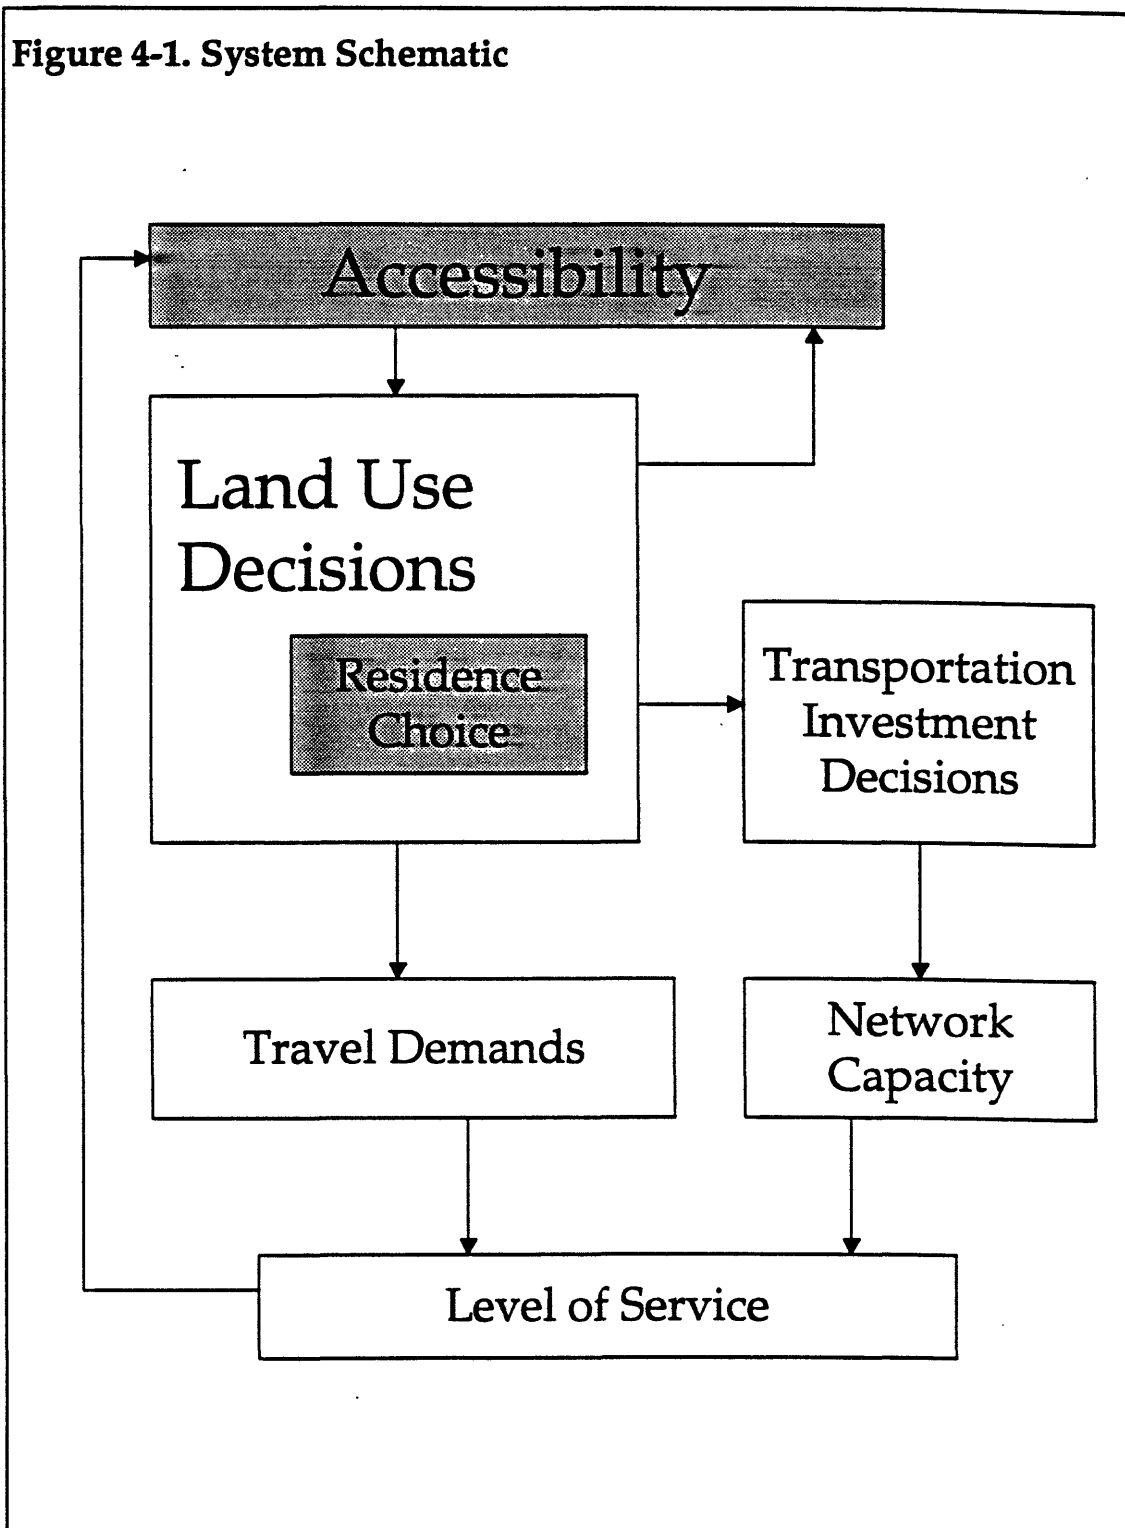 Figure 4-1. System Schematic
Accessibility
Land Use
Decisions
Residence
Choice
Transportation
Investment
Decisions
Travel Demands
Network
Capacity
Level of Service